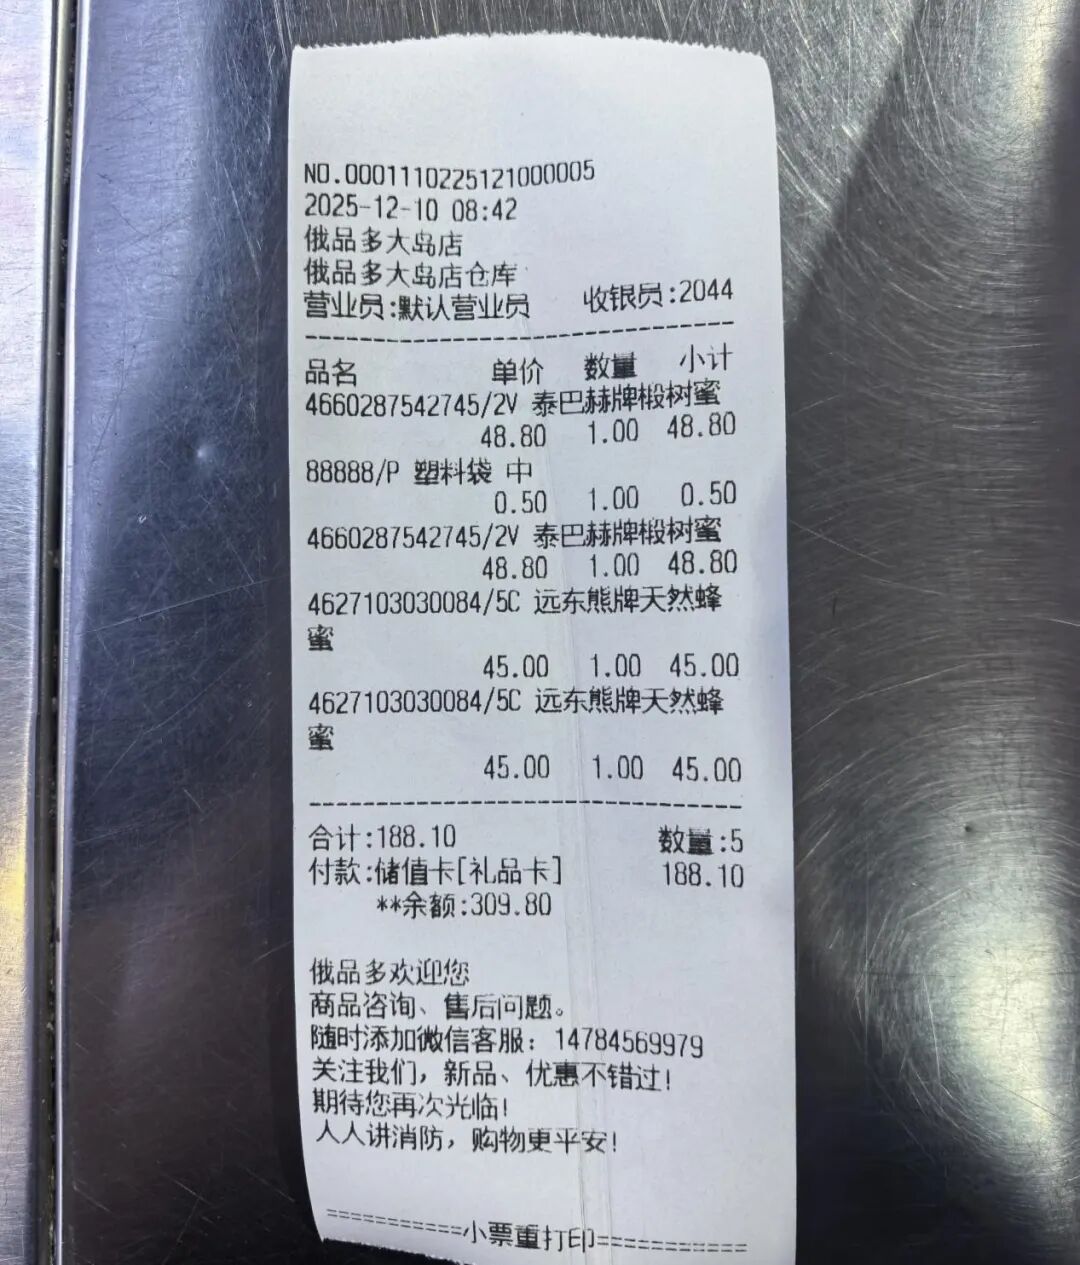 NO.0001110225121000005
2025-12-10 08:42
俄品多大岛店
俄品多大岛店仓库
营业员:默认营业员 收银员:2044
品名 单价 数量 小计
4660287542745/2V 泰巴赫牌椴树蜜
48.80 1.00 48.80
88888/P 塑料袋 中
0.50 1.00 0.50
4660287542745/2V 泰巴赫牌椴树蜜
48.80 1.00 48.80
4627103030084/5C 远东熊牌天然蜂
蜜
45.00 1.00 45.00
4627103030084/5C 远东熊牌天然蜂
蜜
45.00 1.00 45.00
合计:188.10 数量:5
付款:储值卡[礼品卡] 188.10
**余额:309.80
俄品多欢迎您
商品咨询、售后问题。
随时添加微信客服：14784569979
关注我们，新品、优惠不错过!
期待您再次光临!
人人讲消防，购物更平安!
==========小票重打印===========